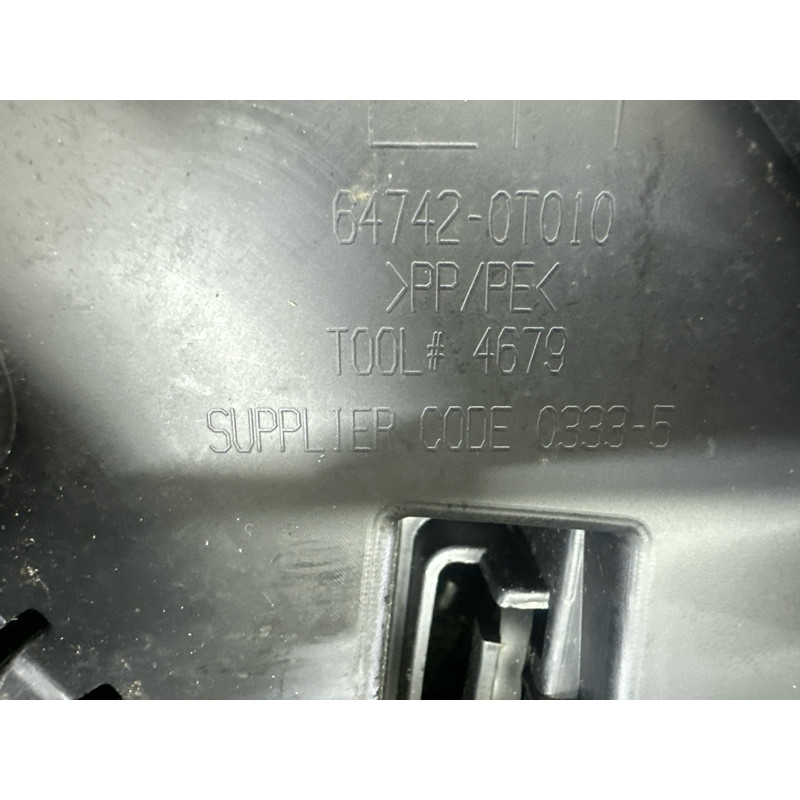 64742-0T010
>PP/PE<
TOOL# 4679
SUPPLIER CODE 0333-5